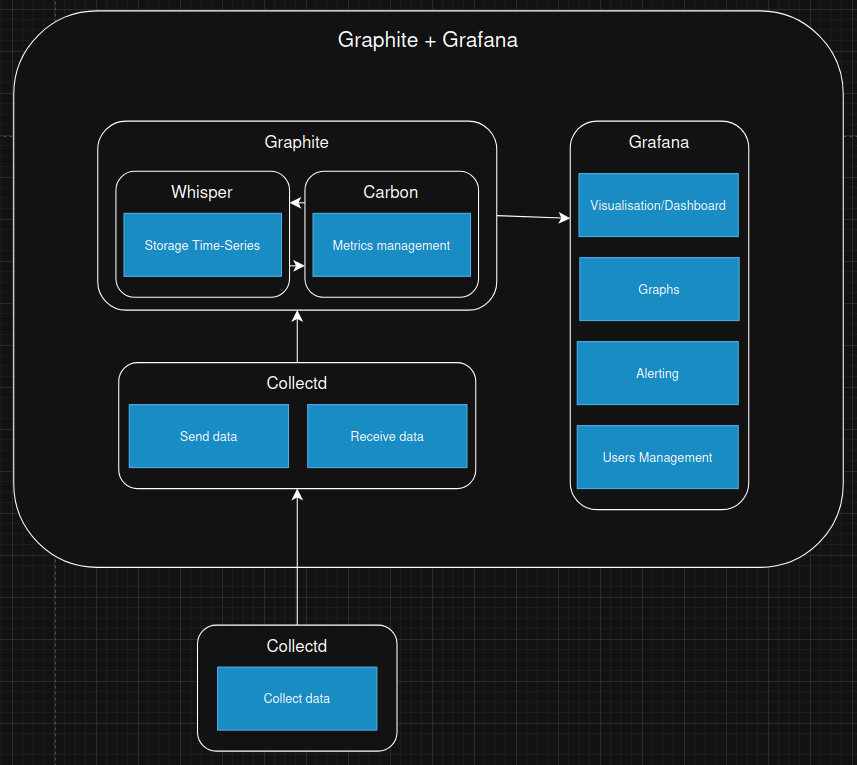 Graphite + Grafana
Graphite
Whisper
Storage Time-Series
Carbon
Metrics management
Grafana
Visualisation/Dashboard
Graphs
Alerting
Users Management
Collectd
Send data
Receive data
Collectd
Collect data